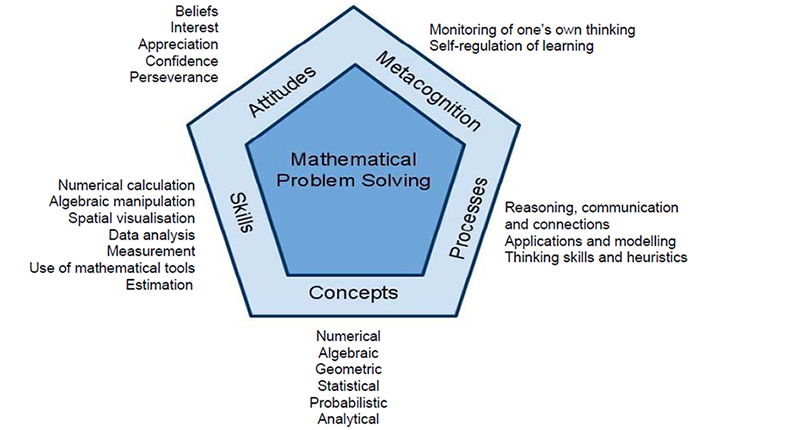 Beliefs
Interest
Appreciation
Confidence
Perseverance
Monitoring of one's own thinking
Self-regulation of learning
Attitudes
Metacognition
Mathematical
Problem Solving
Numerical calculation
Algebraic manipulation
Spatial visualisation
Data analysis
Measurement
Use of mathematical tools
Estimation
Skills
Processes
Reasoning, communication
and connections
Applications and modelling
Thinking skills and heuristics
Concepts
Numerical
Algebraic
Geometric
Statistical
Probabilistic
Analytical